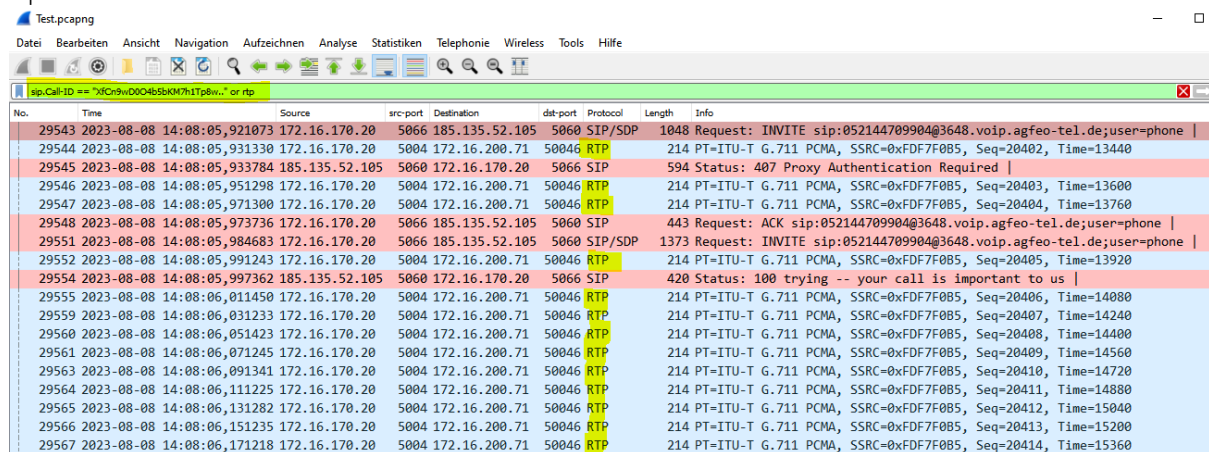 Test.pcapng
Datei Bearbeiten Ansicht Navigation Aufzeichnen Analyse Statistiken Telephonie Wireless Tools Hilfe
sip.Call-ID == "XfCn9wD0O4b5bKM7h1Tp8w.." or rtp
No. Time Source src-port Destination dst-port Protocol Length Info
29543 2023-08-08 14:08:05,921073 172.16.170.20 5066 185.135.52.105 5060 SIP/SDP 1048 Request: INVITE sip:052144709904@3648.voip.agfeo-tel.de;user=phone |
29544 2023-08-08 14:08:05,931330 172.16.170.20 5004 172.16.200.71 50046 RTP 214 PT=ITU-T G.711 PCMA, SSRC=0xFDF7F0B5, Seq=20402, Time=13440
29545 2023-08-08 14:08:05,933784 185.135.52.105 5060 172.16.170.20 5066 SIP 594 Status: 407 Proxy Authentication Required |
29546 2023-08-08 14:08:05,951298 172.16.170.20 5004 172.16.200.71 50046 RTP 214 PT=ITU-T G.711 PCMA, SSRC=0xFDF7F0B5, Seq=20403, Time=13600
29547 2023-08-08 14:08:05,971300 172.16.170.20 5004 172.16.200.71 50046 RTP 214 PT=ITU-T G.711 PCMA, SSRC=0xFDF7F0B5, Seq=20404, Time=13760
29548 2023-08-08 14:08:05,973736 172.16.170.20 5066 185.135.52.105 5060 SIP 443 Request: ACK sip:052144709904@3648.voip.agfeo-tel.de;user=phone |
29551 2023-08-08 14:08:05,984683 172.16.170.20 5066 185.135.52.105 5060 SIP/SDP 1373 Request: INVITE sip:052144709904@3648.voip.agfeo-tel.de;user=phone |
29552 2023-08-08 14:08:05,991243 172.16.170.20 5004 172.16.200.71 50046 RTP 214 PT=ITU-T G.711 PCMA, SSRC=0xFDF7F0B5, Seq=20405, Time=13920
29554 2023-08-08 14:08:05,997362 185.135.52.105 5060 172.16.170.20 5066 SIP 420 Status: 100 trying -- your call is important to us |
29555 2023-08-08 14:08:06,011450 172.16.170.20 5004 172.16.200.71 50046 RTP 214 PT=ITU-T G.711 PCMA, SSRC=0xFDF7F0B5, Seq=20406, Time=14080
29559 2023-08-08 14:08:06,031233 172.16.170.20 5004 172.16.200.71 50046 RTP 214 PT=ITU-T G.711 PCMA, SSRC=0xFDF7F0B5, Seq=20407, Time=14240
29560 2023-08-08 14:08:06,051423 172.16.170.20 5004 172.16.200.71 50046 RTP 214 PT=ITU-T G.711 PCMA, SSRC=0xFDF7F0B5, Seq=20408, Time=14400
29561 2023-08-08 14:08:06,071245 172.16.170.20 5004 172.16.200.71 50046 RTP 214 PT=ITU-T G.711 PCMA, SSRC=0xFDF7F0B5, Seq=20409, Time=14560
29563 2023-08-08 14:08:06,091341 172.16.170.20 5004 172.16.200.71 50046 RTP 214 PT=ITU-T G.711 PCMA, SSRC=0xFDF7F0B5, Seq=20410, Time=14720
29564 2023-08-08 14:08:06,111225 172.16.170.20 5004 172.16.200.71 50046 RTP 214 PT=ITU-T G.711 PCMA, SSRC=0xFDF7F0B5, Seq=20411, Time=14880
29565 2023-08-08 14:08:06,131282 172.16.170.20 5004 172.16.200.71 50046 RTP 214 PT=ITU-T G.711 PCMA, SSRC=0xFDF7F0B5, Seq=20412, Time=15040
29566 2023-08-08 14:08:06,151235 172.16.170.20 5004 172.16.200.71 50046 RTP 214 PT=ITU-T G.711 PCMA, SSRC=0xFDF7F0B5, Seq=20413, Time=15200
29567 2023-08-08 14:08:06,171218 172.16.170.20 5004 172.16.200.71 50046 RTP 214 PT=ITU-T G.711 PCMA, SSRC=0xFDF7F0B5, Seq=20414, Time=15360